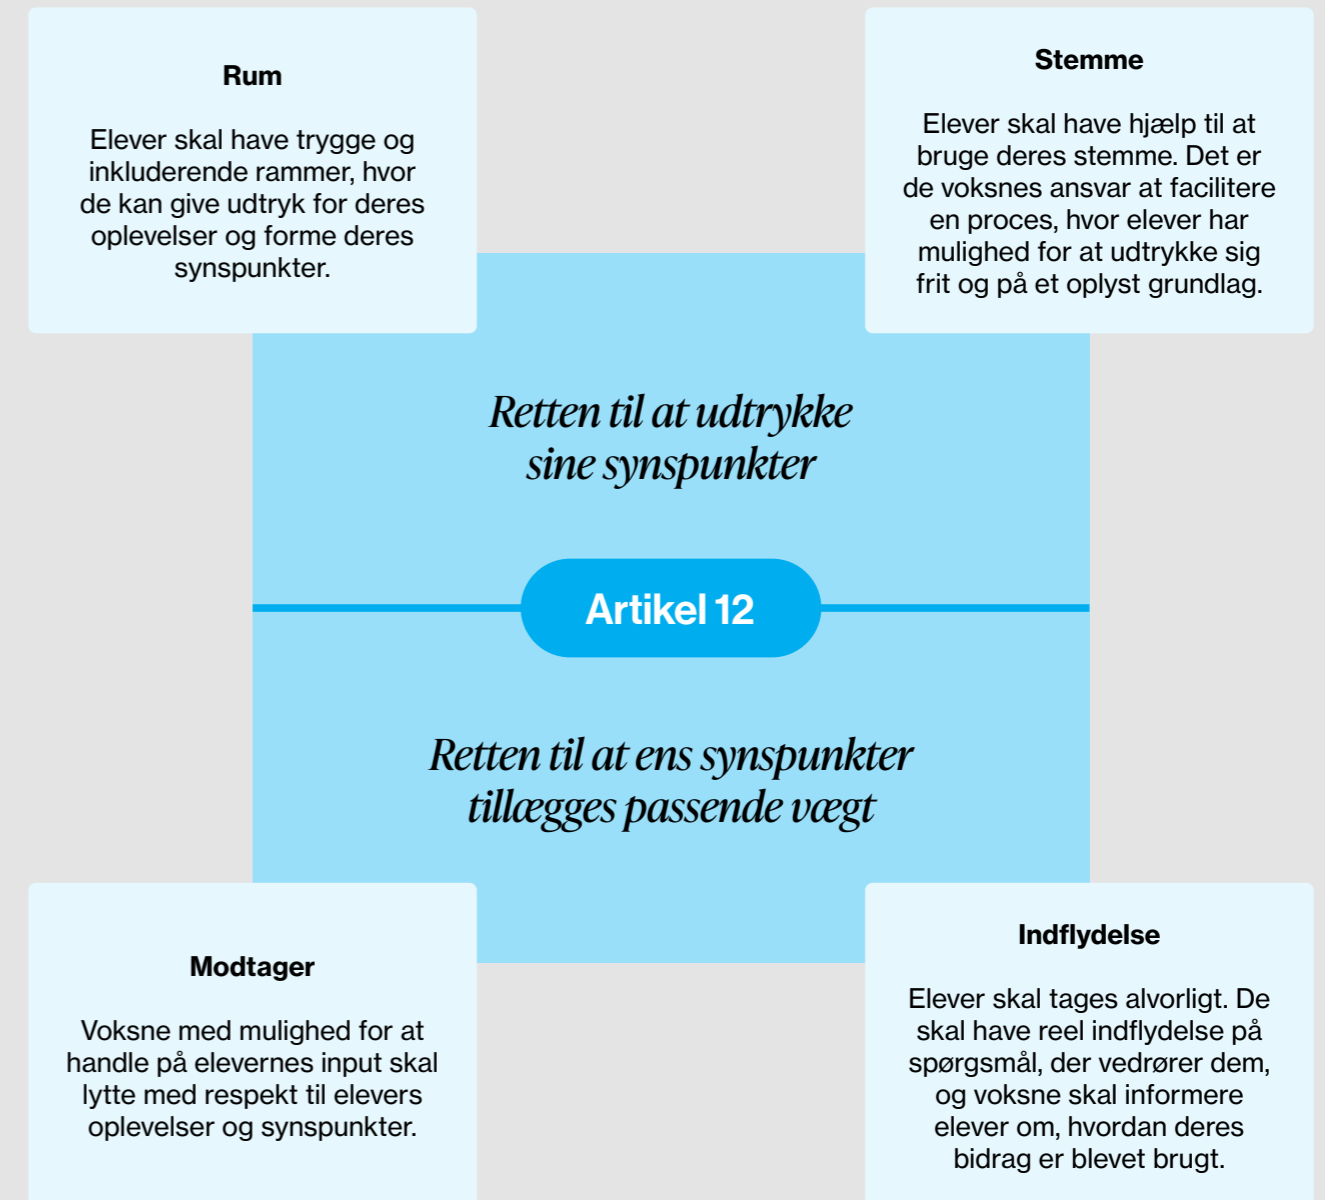 Rum
Elever skal have trygge og
inkluderende rammer, hvor
de kan give udtryk for deres
oplevelser og forme deres
synspunkter.
Stemme
Elever skal have hjælp til at
bruge deres stemme. Det er
de voksnes ansvar at facilitere
en proces, hvor elever har
mulighed for at udtrykke sig
frit og på et oplyst grundlag.
Retten til at udtrykke
sine synspunkter
Artikel 12
Retten til at ens synspunkter
tillægges passende vægt
Modtager
Voksne med mulighed for at
handle på elevernes input skal
lytte med respekt til elevers
oplevelser og synspunkter.
Indflydelse
Elever skal tages alvorligt. De
skal have reel indflydelse på
spørgsmål, der vedrører dem,
og voksne skal informere
elever om, hvordan deres
bidrag er blevet brugt.